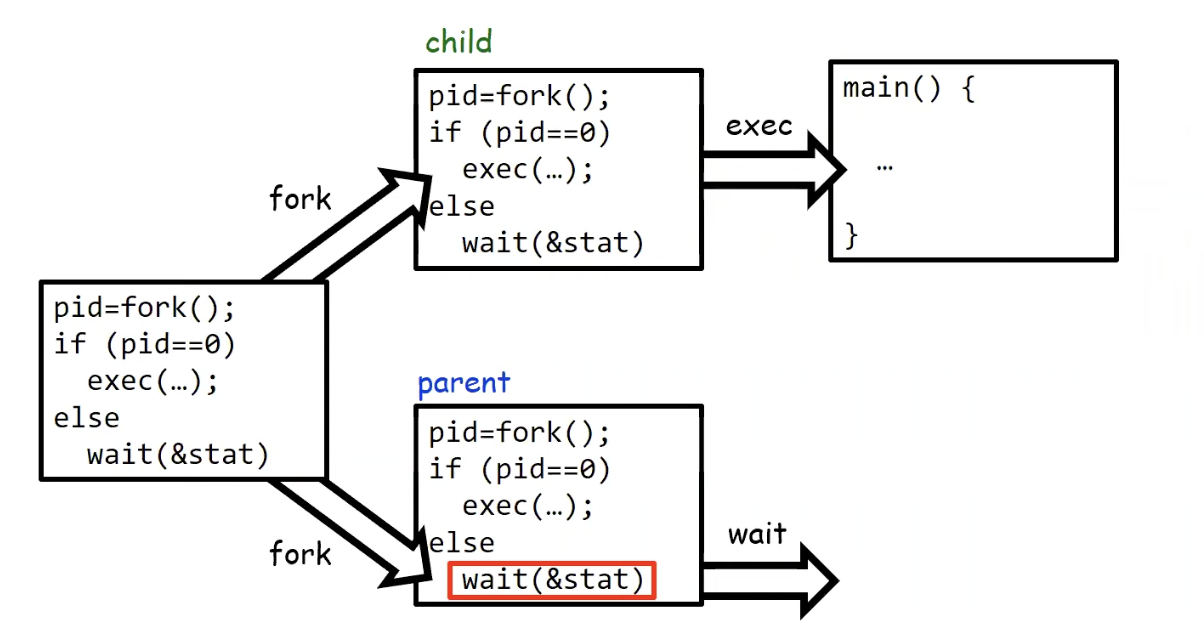 child
pid=fork();
if (pid==0)
exec(…);
else
wait(&stat)
exec
main() {
…
}
fork
pid=fork();
if (pid==0)
exec(…);
else
wait(&stat)
fork
parent
pid=fork();
if (pid==0)
exec(…);
else
wait(&stat)
wait